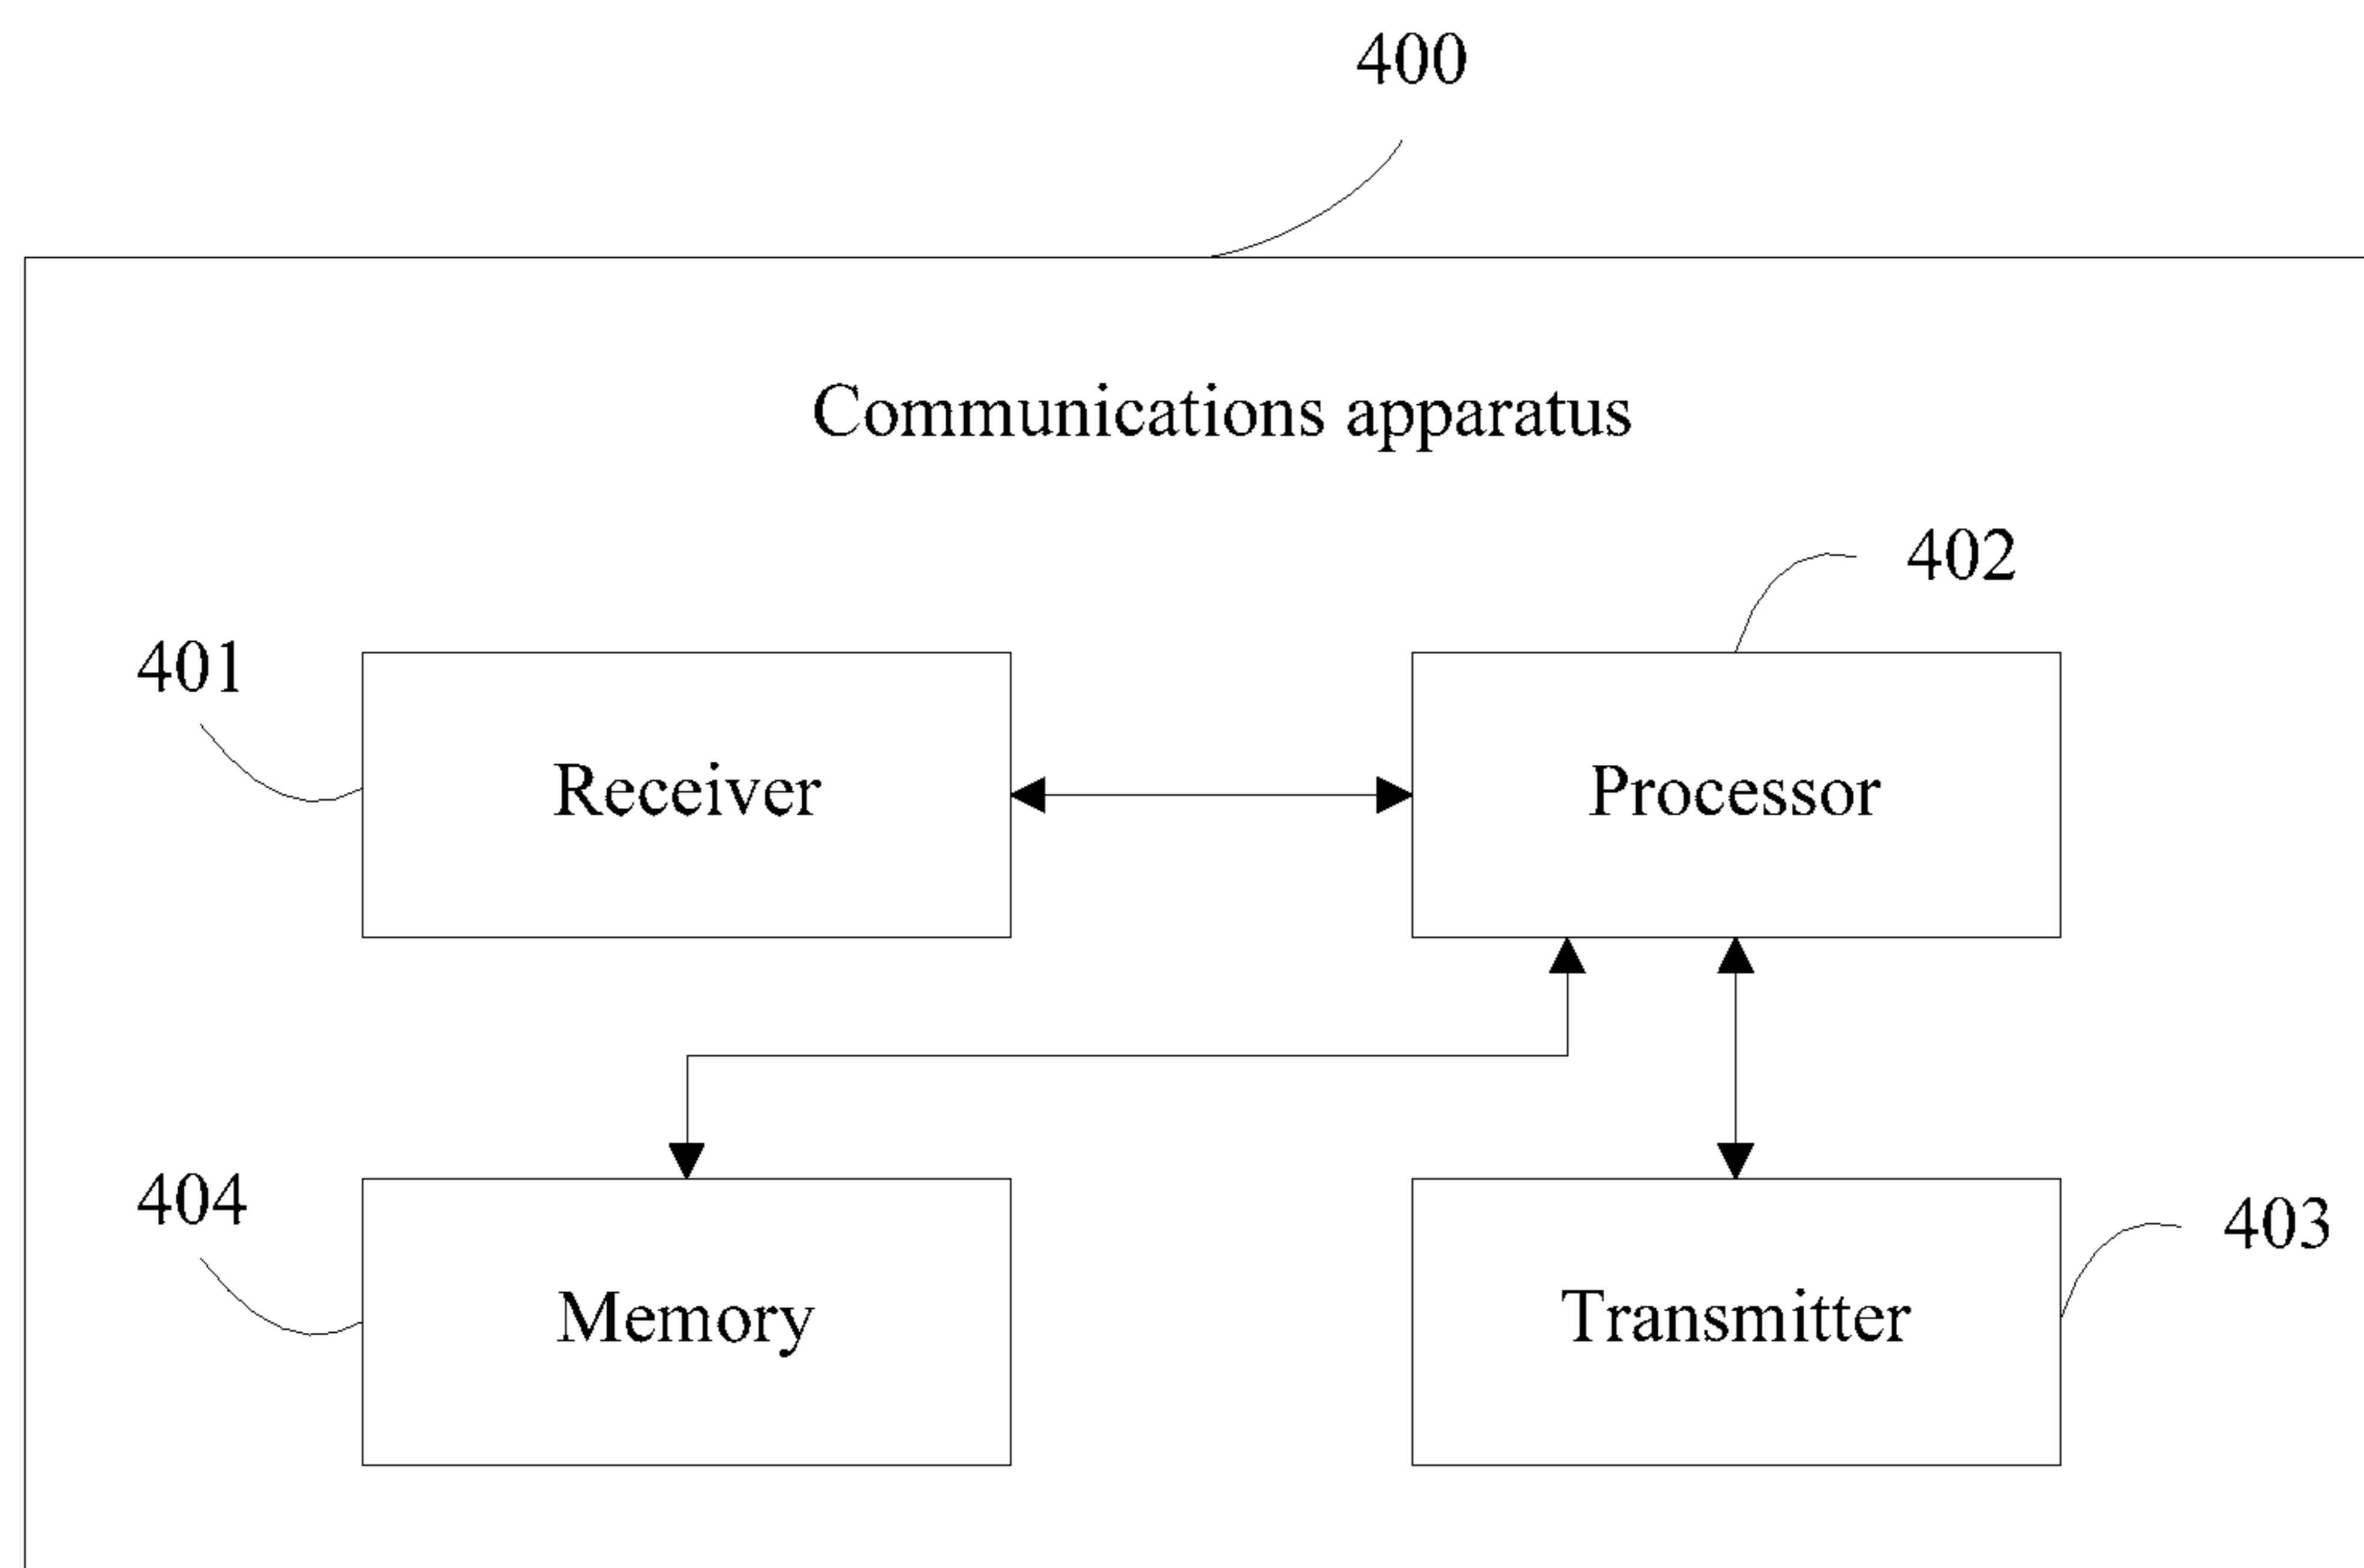 400
Communications apparatus
402
401
Receiver
Processor
404
403
Memory
Transmitter